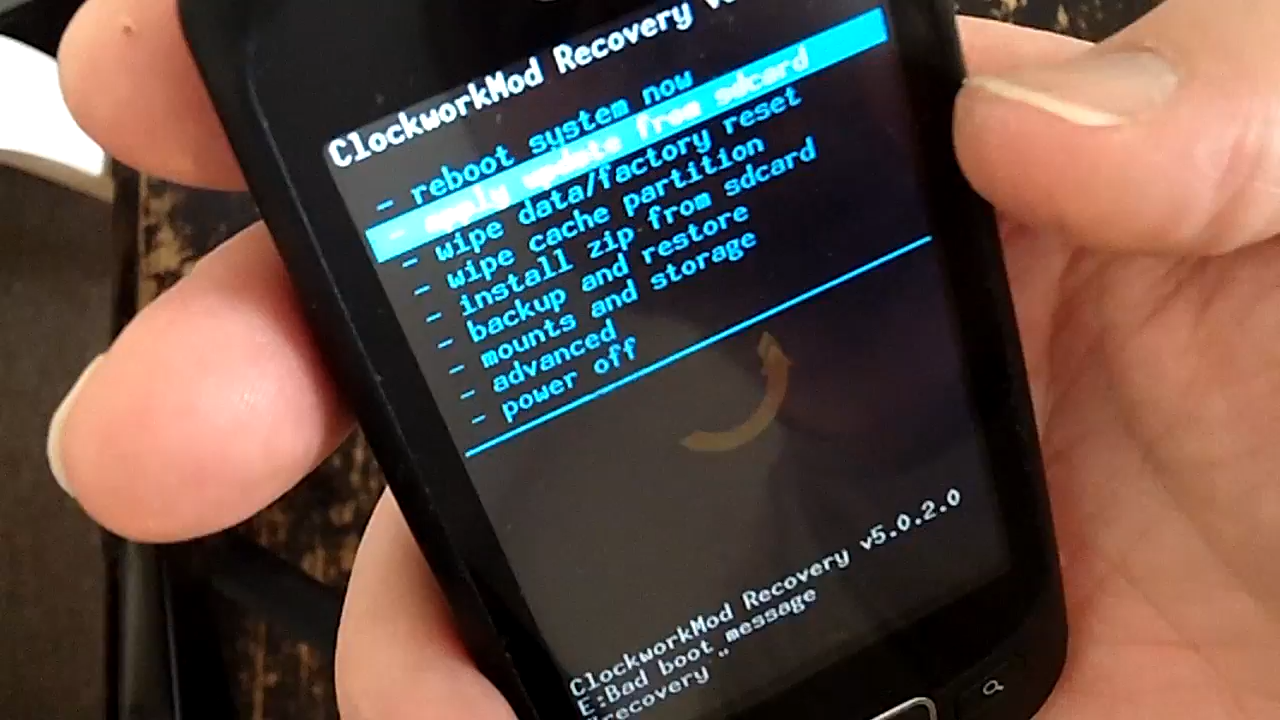 ClockworkMod Recovery
- reboot system now
- apply update from sdcard
- wipe data/factory reset
- wipe cache partition
- install zip from sdcard
- backup and restore
- mounts and storage
- advanced
- power off
ClockworkMod Recovery v5.0.2.0
E:Bad boot message
"recovery"